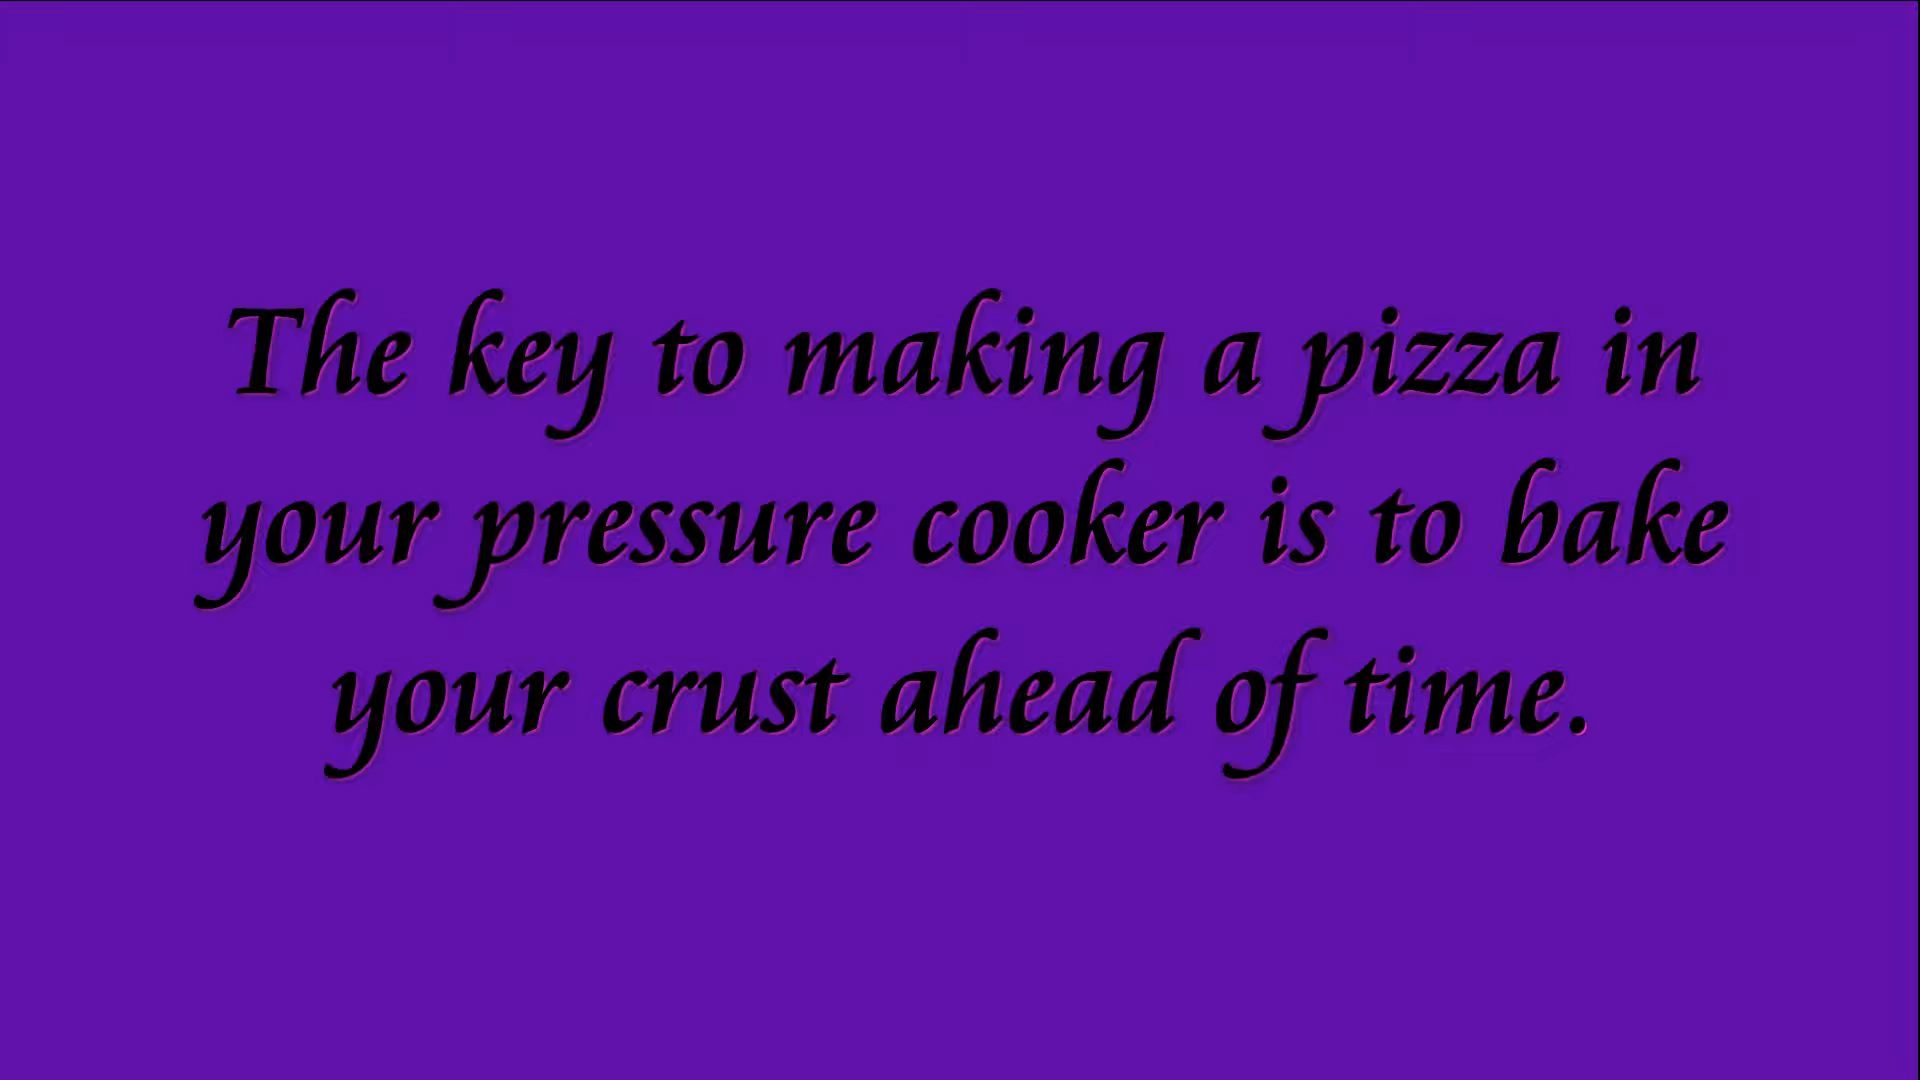 The key to making a pizza in
your pressure cooker is to bake
your crust ahead of time.